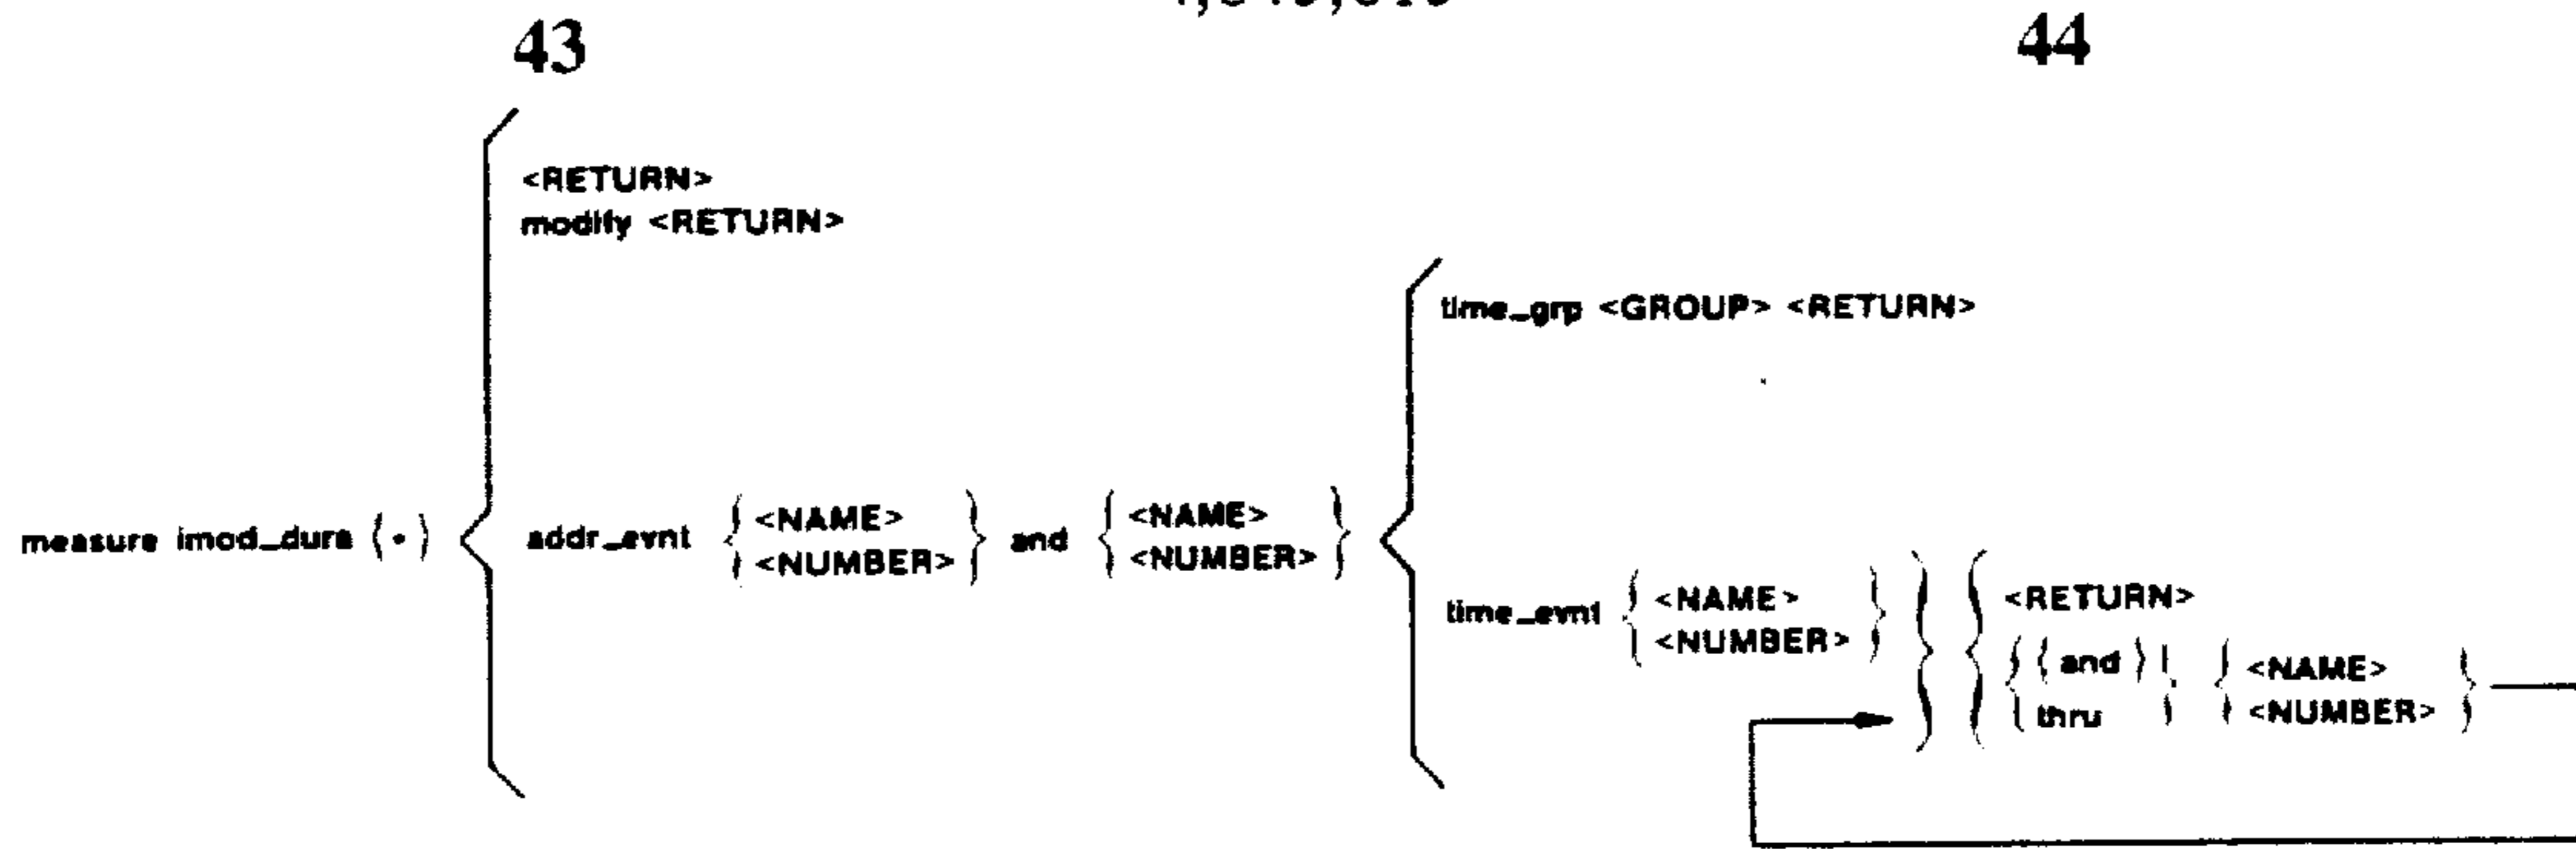 43
44
<RETURN>
modify <RETURN>
time_grp <GROUP> <RETURN>
measure imod_dura
addr_evnt <NAME> and <NAME>
<NUMBER> <NUMBER>
time_evnt <NAME> <RETURN>
<NUMBER> and <NAME>
thru <NUMBER>